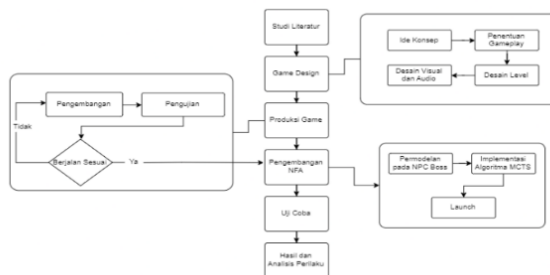 Studi Literatur
Game Design
Produksi Game
Pengembangan
NFA
Uji Coba
Hasil dan
Analisis Perilaku
Ide Konsep
Penentuan
Gameplay
Desain Visual
dan Audio
Desain Level
Pengembangan
Pengujian
Tidak
Berjalan Sesuai
Ya
Permodelan
pada NPC Boss
Implementasi
Algoritma MCTS
Launch